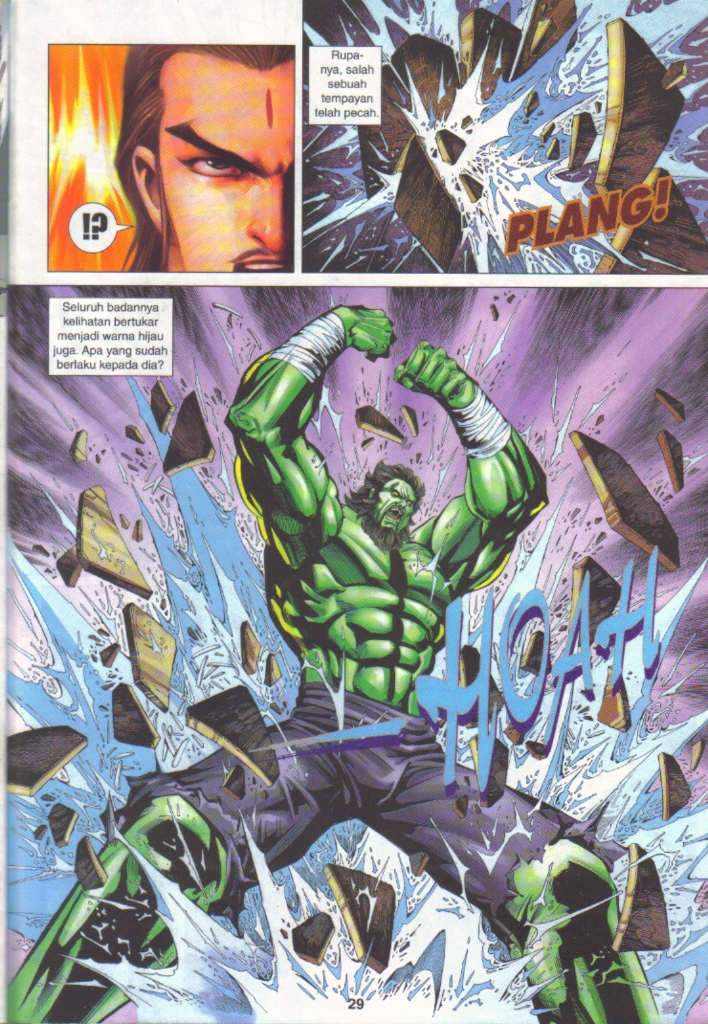 !?
Rupa-
nya, salah
sebuah
tempayan
telah pecah.
PLANG!
Seluruh badannya
kelihatan bertukar
menjadi warna hijau
juga. Apa yang sudah
berlaku kepada dia?
HOAH
29